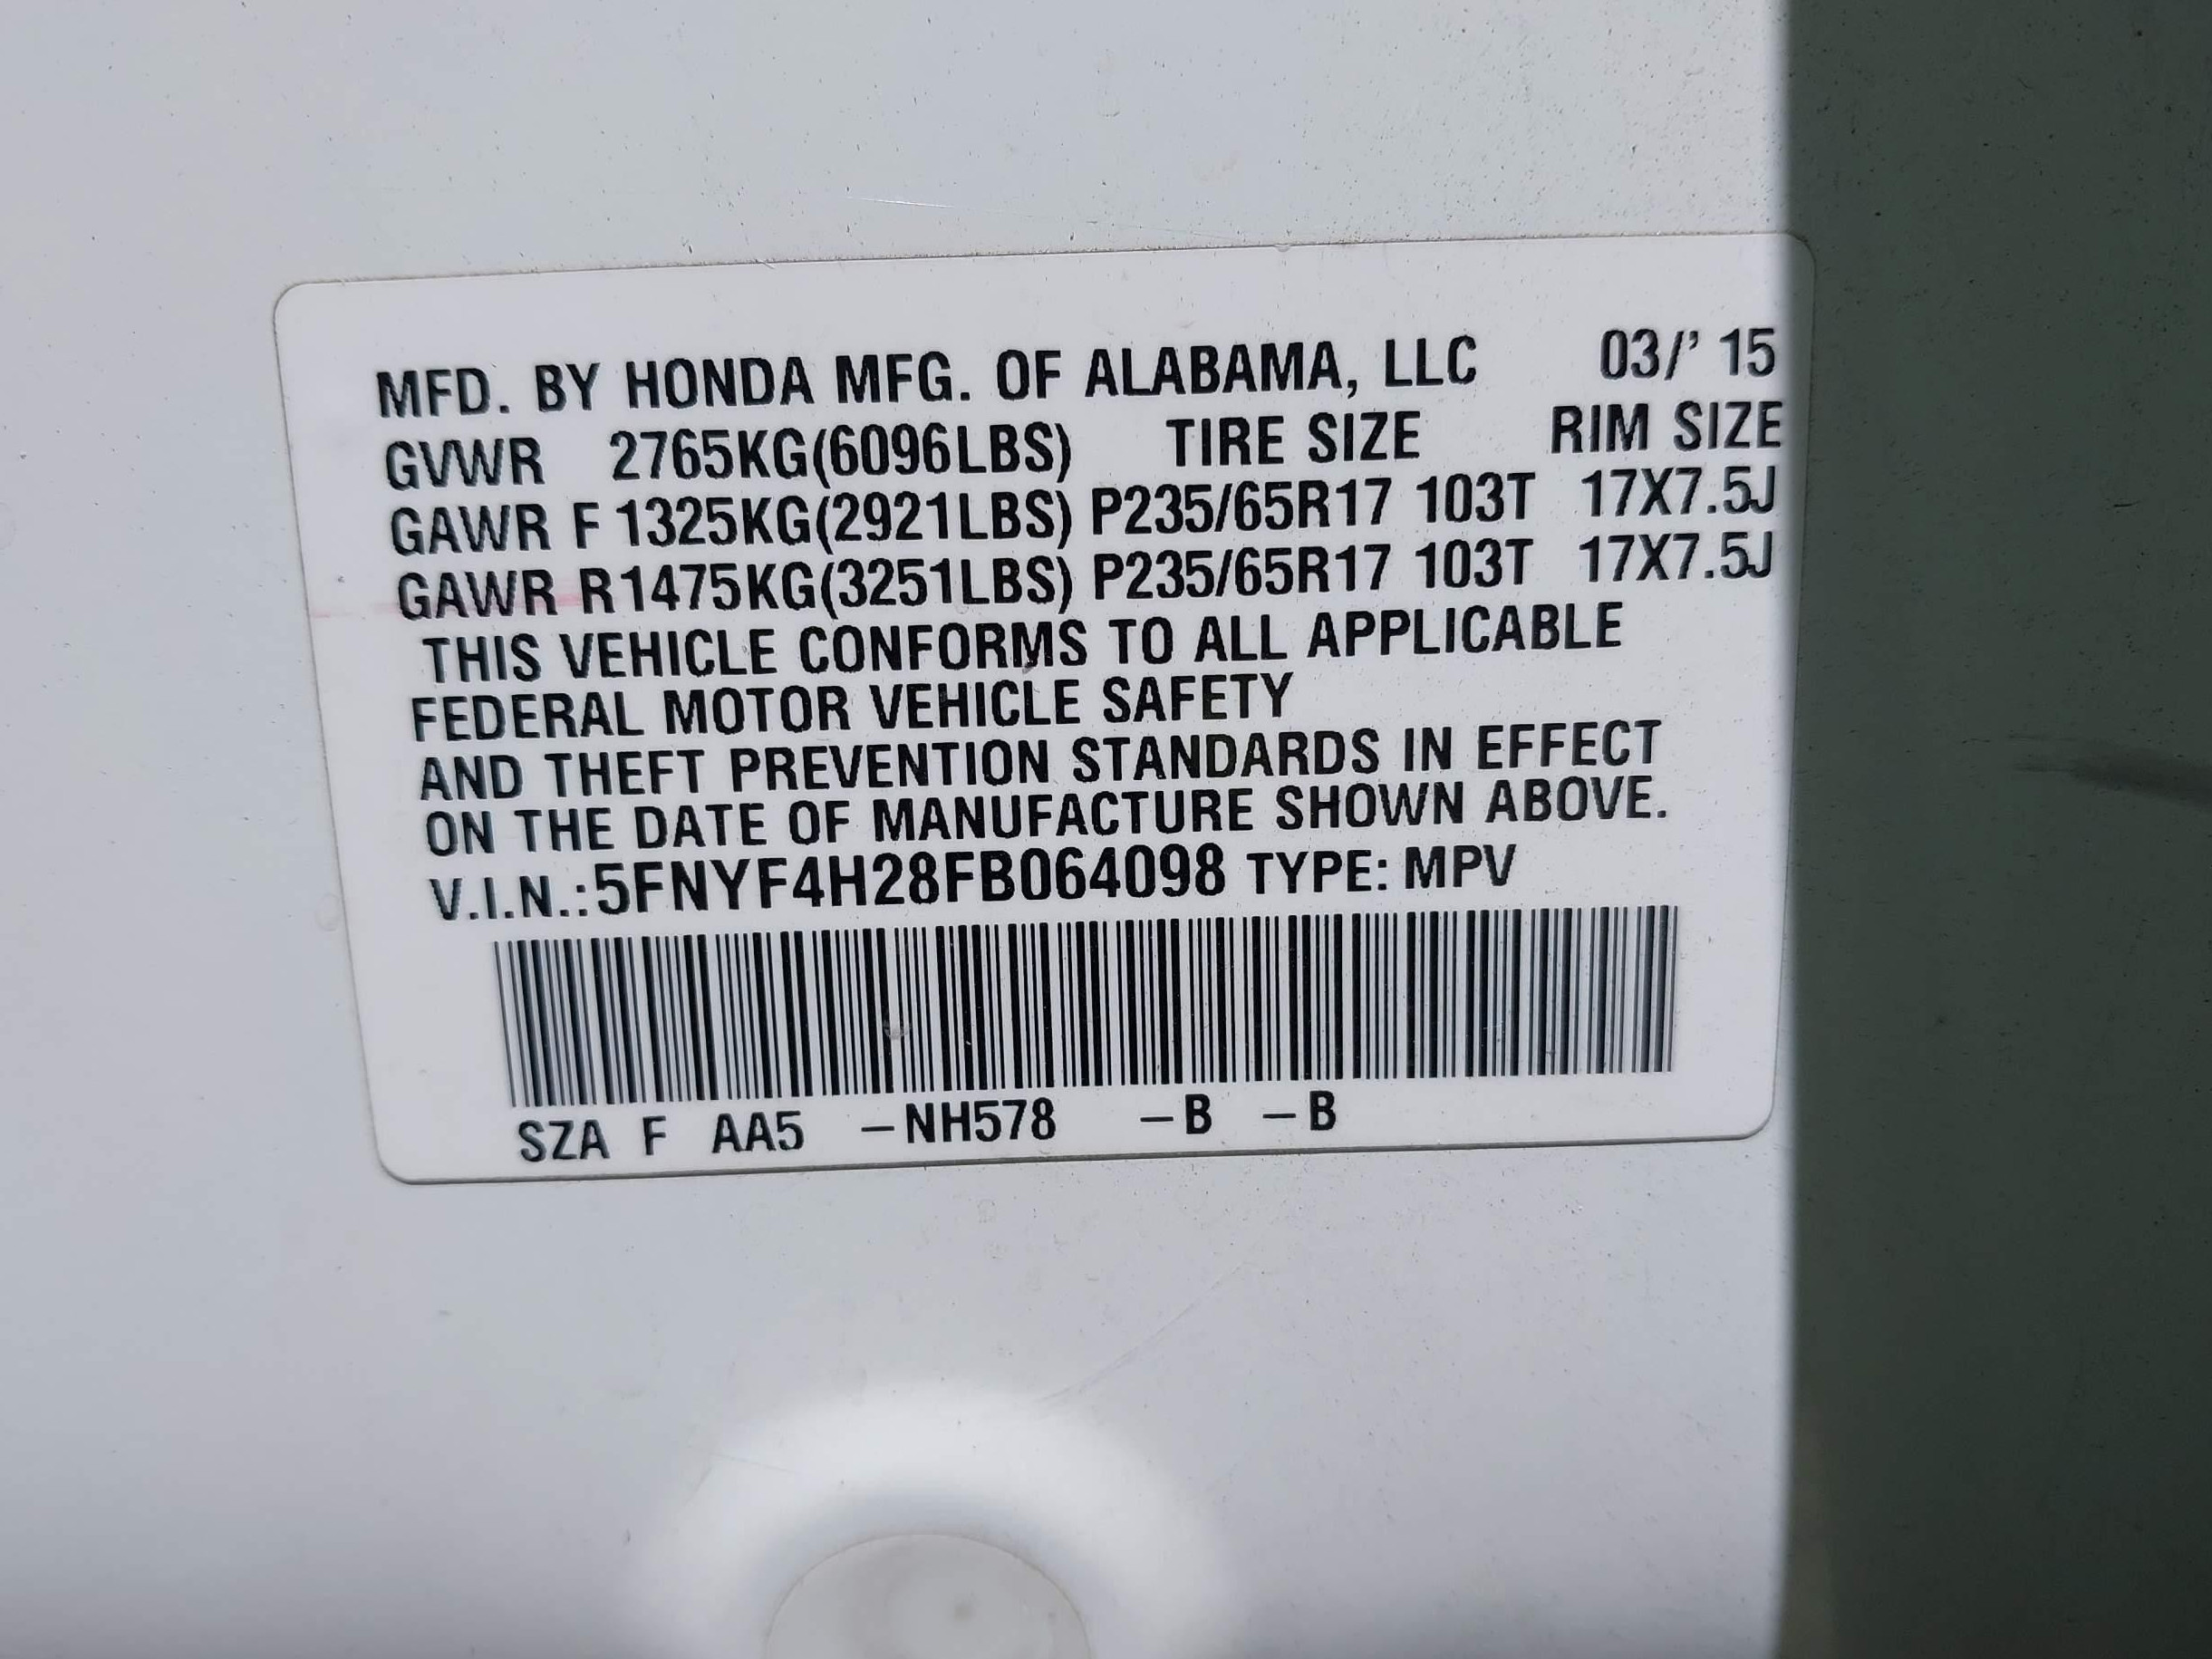 MFD. BY HONDA MFG. OF ALABAMA, LLC 03/' 15
GVWR 2765KG(6096LBS) TIRE SIZE RIM SIZE
GAWR F 1325KG(2921LBS) P235/65R17 103T 17X7.5J
GAWR R1475KG(3251LBS) P235/65R17 103T 17X7.5J
THIS VEHICLE CONFORMS TO ALL APPLICABLE
FEDERAL MOTOR VEHICLE SAFETY
AND THEFT PREVENTION STANDARDS IN EFFECT
ON THE DATE OF MANUFACTURE SHOWN ABOVE.
V.I.N.:5FNYF4H28FB064098 TYPE: MPV
SZA F AA5 –NH578 –B –B